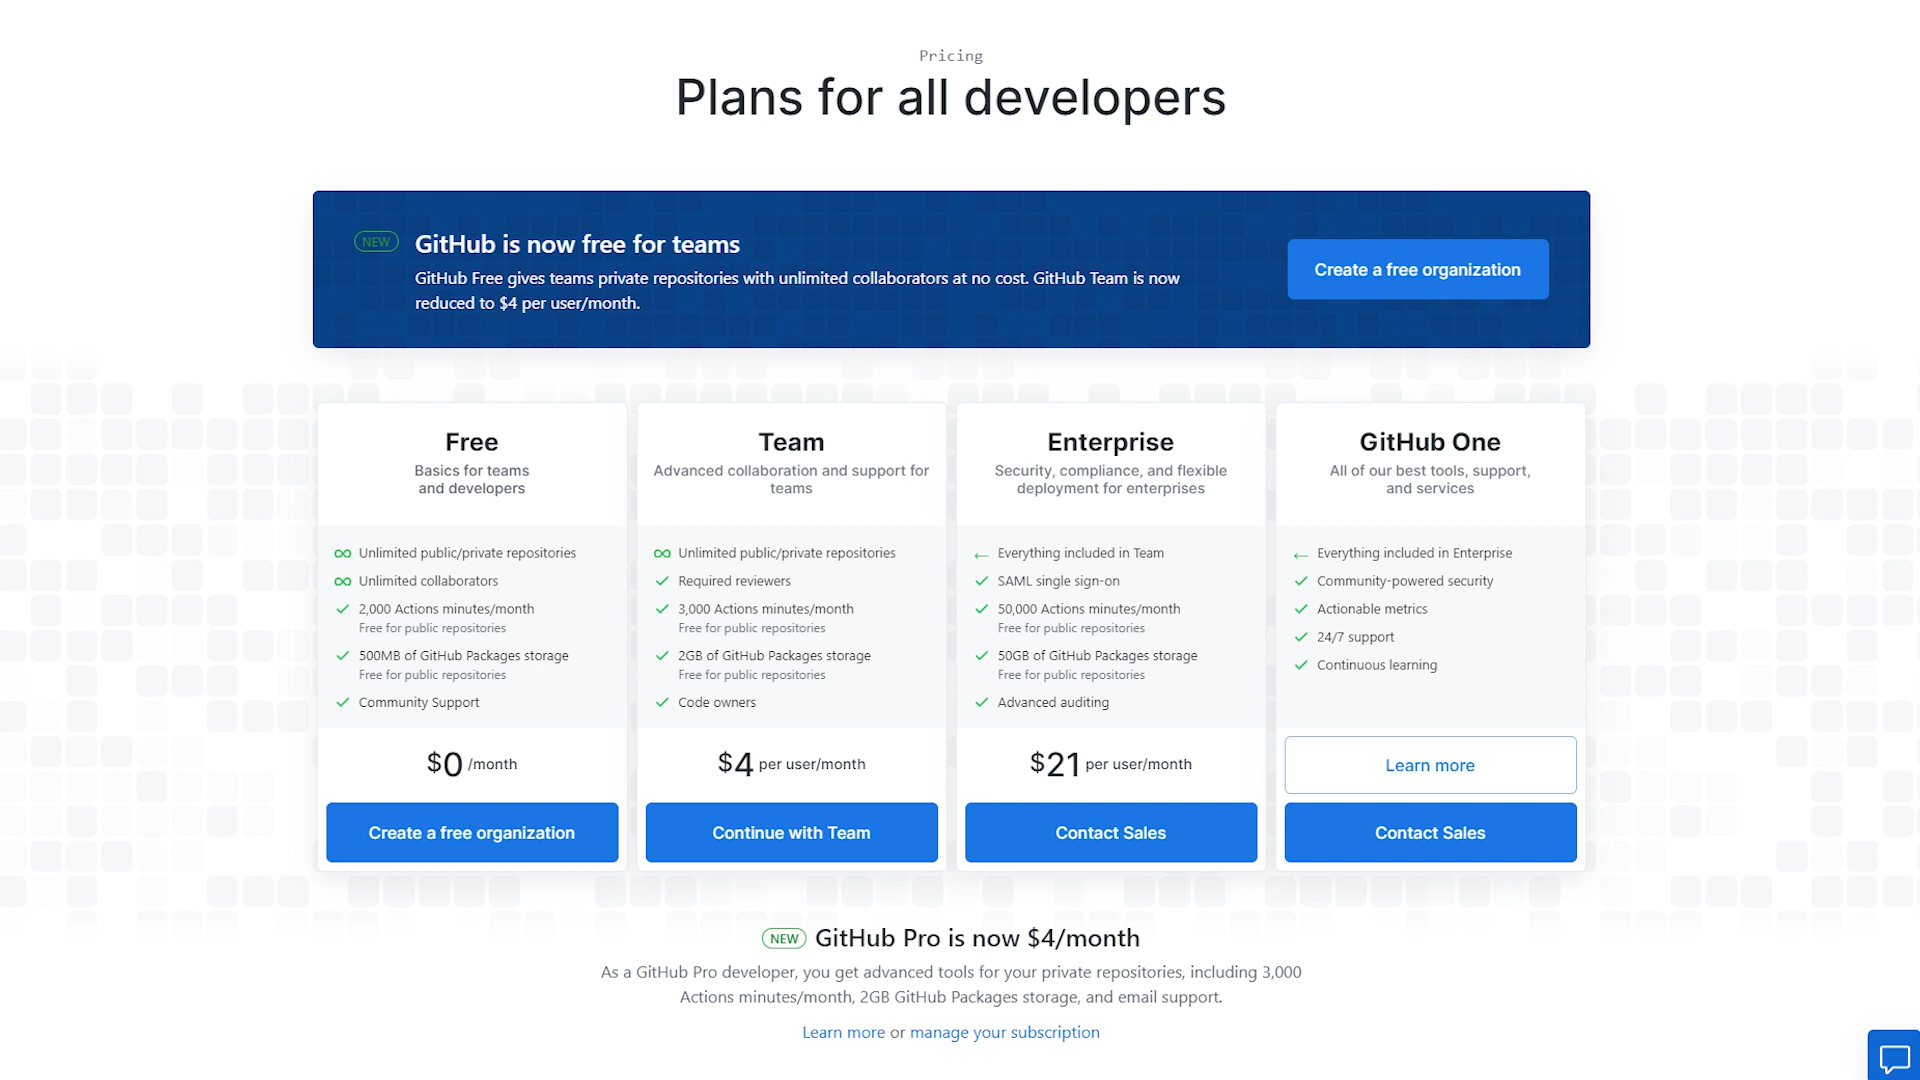 Pricing
Plans for all developers
NEW
GitHub is now free for teams
GitHub Free gives teams private repositories with unlimited collaborators at no cost. GitHub Team is now
reduced to $4 per user/month.
Create a free organization
Free
Basics for teams
and developers
Unlimited public/private repositories
Unlimited collaborators
2,000 Actions minutes/month
Free for public repositories
500MB of GitHub Packages storage
Free for public repositories
Community Support
$0 /month
Create a free organization
Team
Advanced collaboration and support for
teams
Unlimited public/private repositories
Required reviewers
3,000 Actions minutes/month
Free for public repositories
2GB of GitHub Packages storage
Free for public repositories
Code owners
$4 per user/month
Continue with Team
Enterprise
Security, compliance, and flexible
deployment for enterprises
Everything included in Team
SAML single sign-on
50,000 Actions minutes/month
Free for public repositories
50GB of GitHub Packages storage
Free for public repositories
Advanced auditing
$21 per user/month
Contact Sales
GitHub One
All of our best tools, support,
and services
Everything included in Enterprise
Community-powered security
Actionable metrics
24/7 support
Continuous learning
Learn more
Contact Sales
NEW GitHub Pro is now $4/month
As a GitHub Pro developer, you get advanced tools for your private repositories, including 3,000
Actions minutes/month, 2GB GitHub Packages storage, and email support.
Learn more or manage your subscription